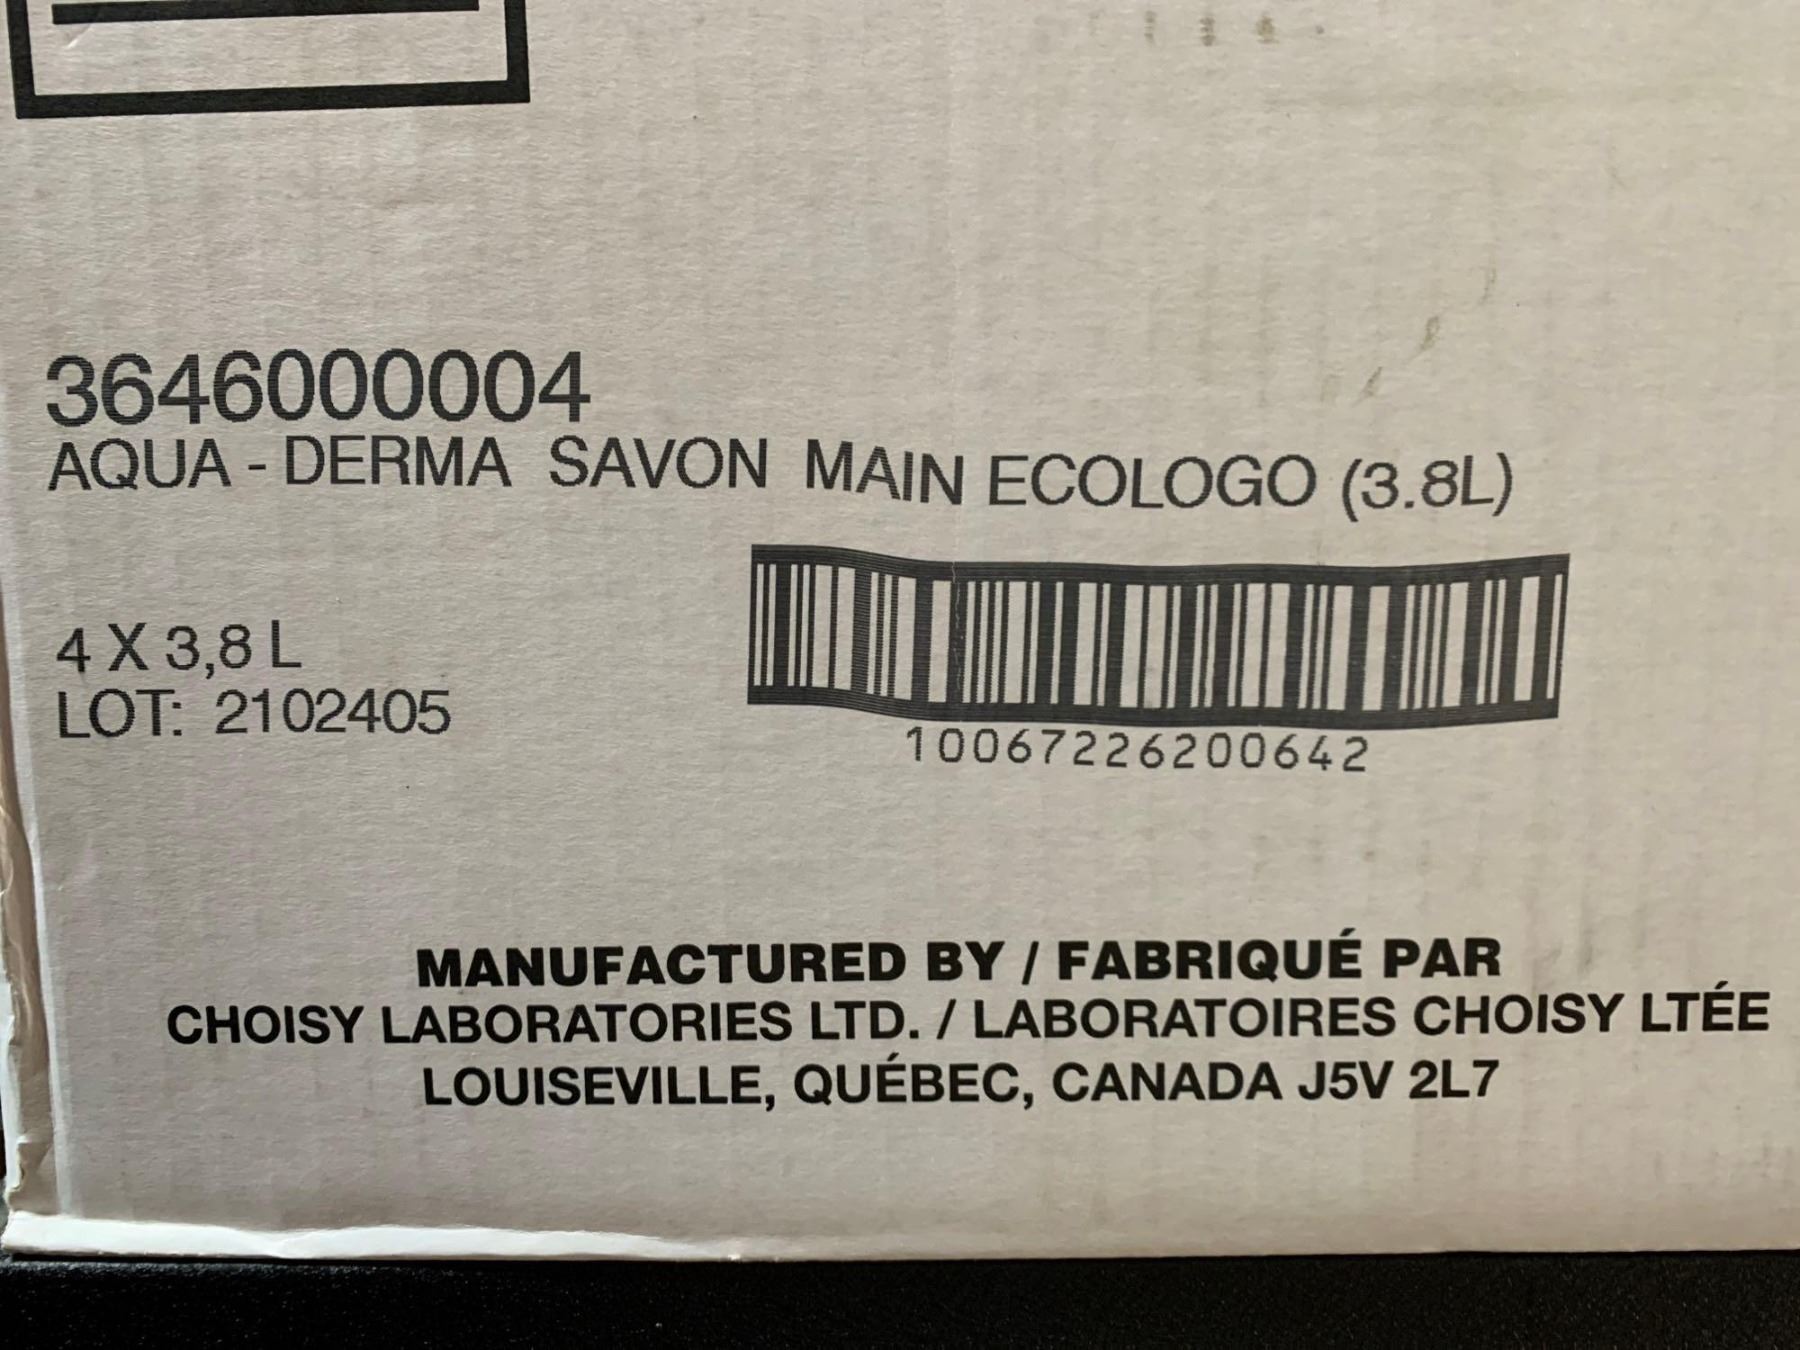 3646000004
AQUA - DERMA SAVON MAIN ECOLOGO (3.8L)
4 X 3,8 L
LOT: 2102405
10067226200642
MANUFACTURED BY / FABRIQUÉ PAR
CHOISY LABORATORIES LTD. / LABORATOIRES CHOISY LTÉE
LOUISEVILLE, QUÉBEC, CANADA J5V 2L7